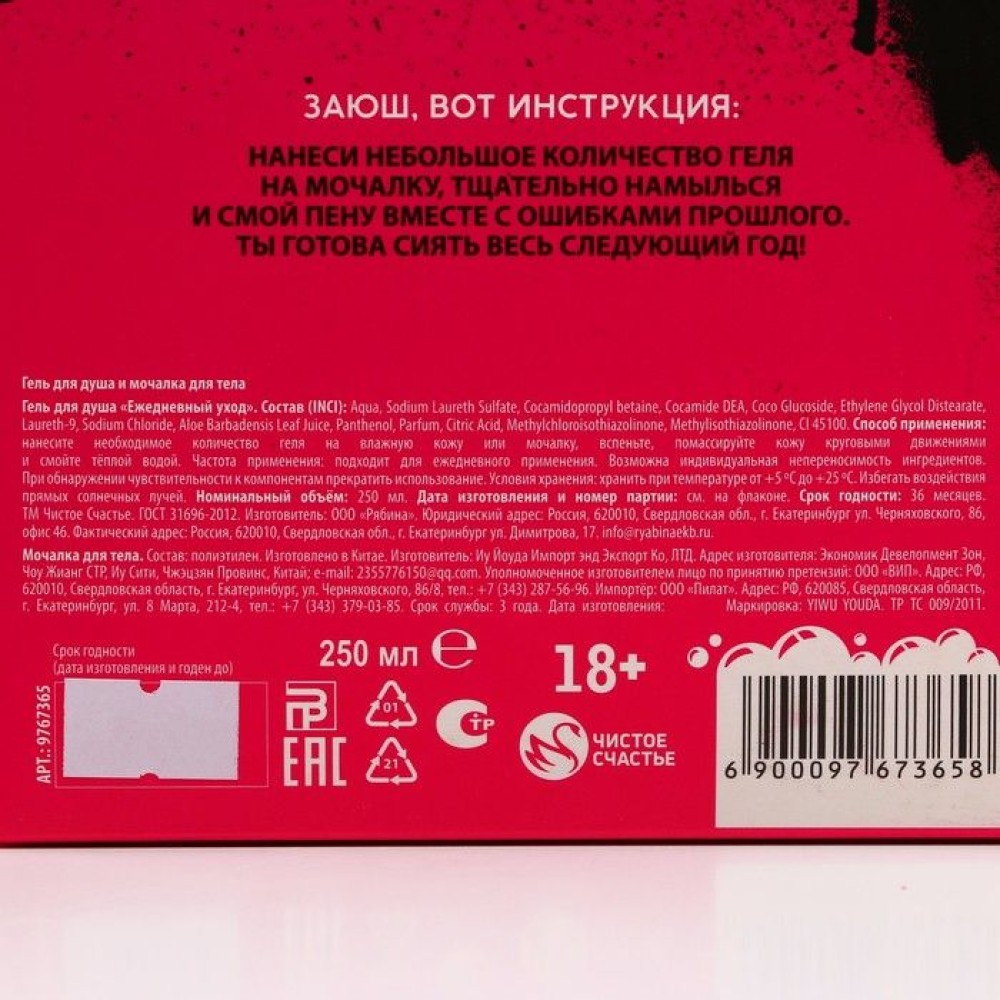 ЗАЮШ, ВОТ ИНСТРУКЦИЯ:
НАНЕСИ НЕБОЛЬШОЕ КОЛИЧЕСТВО ГЕЛЯ
НА МОЧАЛКУ, ТЩАТЕЛЬНО НАМЫЛЬСЯ
И СМОЙ ПЕНУ ВМЕСТЕ С ОШИБКАМИ ПРОШЛОГО.
ТЫ ГОТОВА СИЯТЬ ВЕСЬ СЛЕДУЮЩИЙ ГОД!
Гель для душа и мочалка для тела
Гель для душа «Ежедневный уход». Состав (INCI): Aqua, Sodium Laureth Sulfate, Cocamidopropyl betaine, Cocamide DEA, Coco Glucoside, Ethylene Glycol Distearate,
Laureth-9, Sodium Chloride, Aloe Barbadensis Leaf Juice, Panthenol, Parfum, Citric Acid, Methylchloroisothiazolinone, Methylisothiazolinone, CI 45100. Способ применения:
нанесите необходимое количество геля на влажную кожу или мочалку, вспеньте, помассируйте кожу круговыми движениями
и смойте тёплой водой. Частота применения: подходит для ежедневного применения. Возможна индивидуальная непереносимость ингредиентов.
При обнаружении чувствительности к компонентам прекратить использование. Условия хранения: хранить при температуре от +5 °С до +25 °С. Избегать воздействия
прямых солнечных лучей. Номинальный объём: 250 мл. Дата изготовления и номер партии: см. на флаконе. Срок годности: 36 месяцев.
ТМ Чистое Счастье. ГОСТ 31696-2012. Изготовитель: ООО «Рябина». Юридический адрес: Россия, 620010, Свердловская обл., г. Екатеринбург ул. Черняховского, 86,
офис 46. Фактический адрес: Россия, 620010, Свердловская обл., г. Екатеринбург ул. Димитрова, 17. info@ryabinaekb.ru.
Мочалка для тела. Состав: полиэтилен. Изготовлено в Китае. Изготовитель: Иу Йоуда Импорт энд Экспорт Ко, ЛТД. Адрес изготовителя: Экономик Девелопмент Зон,
Чоу Жианг СТР, Иу Сити, Чжэцзян Провинс, Китай; e-mail: 2355776150@qq.com. Уполномоченное изготовителем лицо по принятию претензий: ООО «ВИП». Адрес: РФ,
620010, Свердловская область, г. Екатеринбург, ул. Черняховского, 86/8, тел.: +7 (343) 287-56-96. Импортёр: ООО «Пилат». Адрес: РФ, 620085, Свердловская область,
г. Екатеринбург, ул. 8 Марта, 212-4, тел.: +7 (343) 379-03-85. Срок службы: 3 года. Дата изготовления: Маркировка: YIWU YOUDA. ТР ТС 009/2011.
Срок годности
(дата изготовления и годен до)
250 мл e
18+
АРТ.: 9767365
РВ
01
СТР
EAC
21
ЧИСТОЕ
СЧАСТЬЕ
6 900097 673658